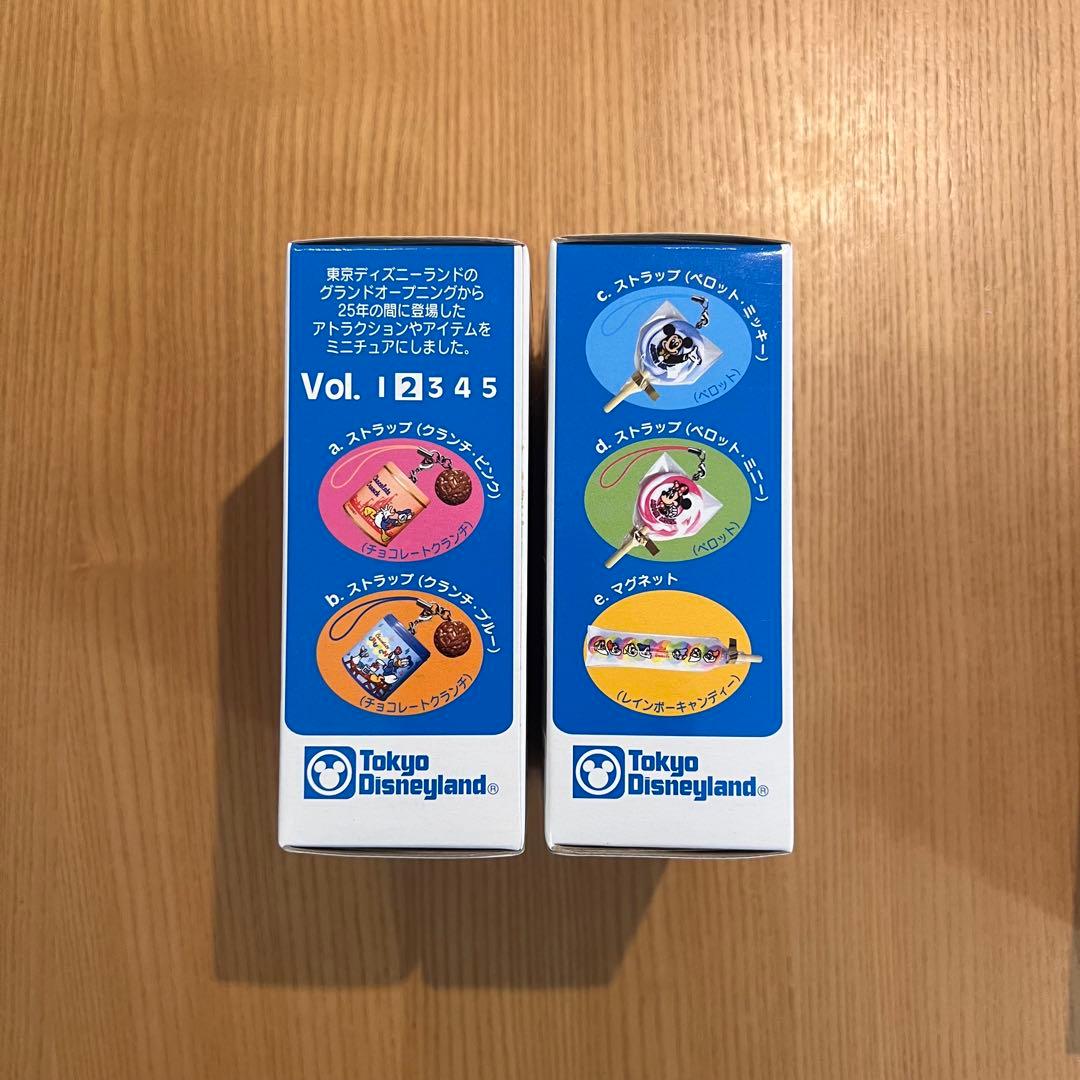 東京ディズニーランドの
グランドオープニングから
25年の間に登場した
アトラクションやアイテムを
ミニチュアにしました。
Vol. 1 2 3 4 5
a. ストラップ (クランチ・ピンク)
Chocolate
Crunch
(チョコレートクランチ)
b. ストラップ (クランチ・ブルー)
(チョコレートクランチ)
Tokyo
Disneyland®
c. ストラップ (ペロット・ミッキー)
(ペロット)
d. ストラップ (ペロット・ミニー)
(ペロット)
e. マグネット
(レインボーキャンディー)
Tokyo
Disneyland®